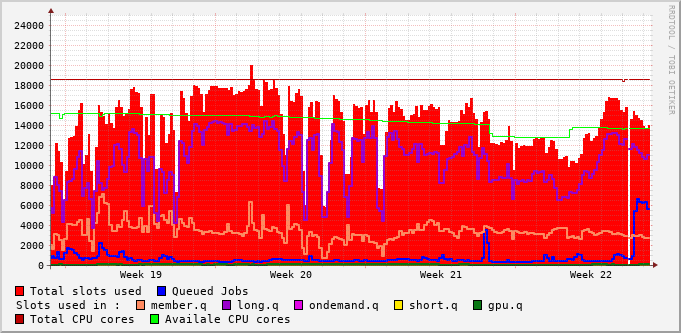 RRDTOOL / TOBI OETIKER
24000
22000
20000
18000
16000
14000
12000
10000
8000
6000
4000
2000
0
Week 19 Week 20 Week 21 Week 22
Total slots used Queued Jobs
Slots used in : member.q long.q ondemand.q short.q gpu.q
Total CPU cores Availale CPU cores